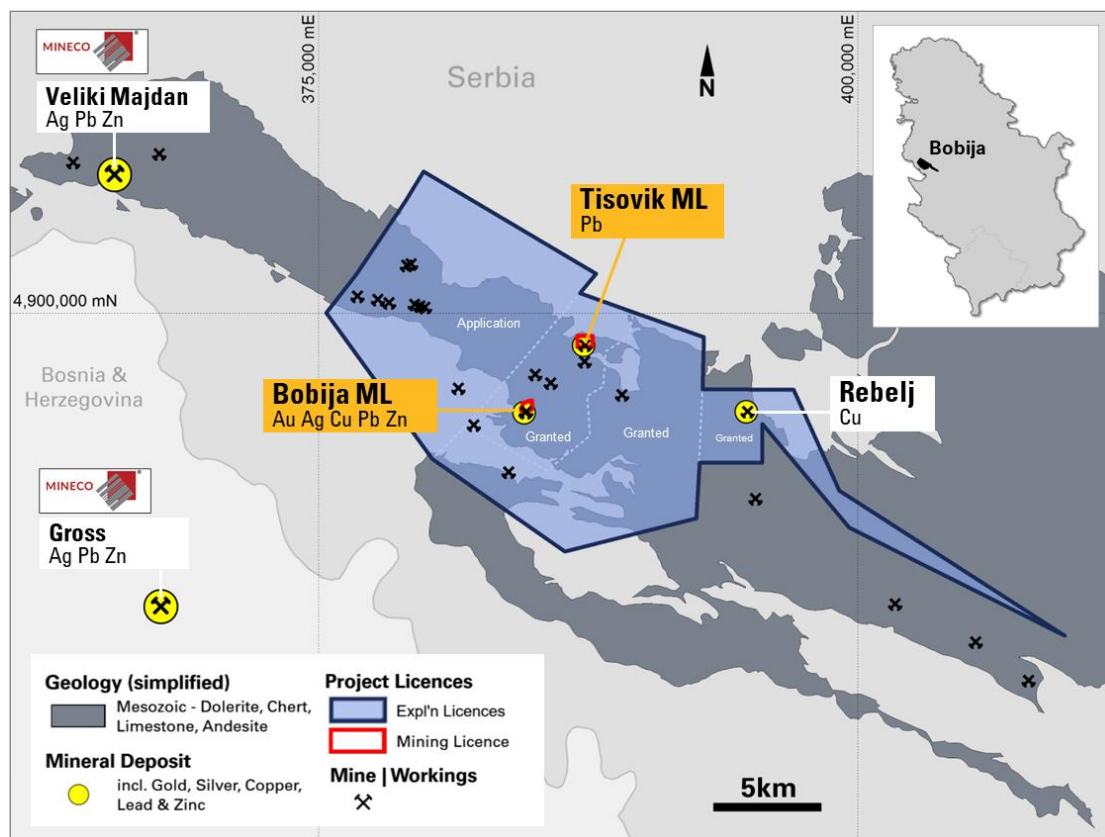 MINECO
Veliki Majdan
Ag Pb Zn
375,000 mE
Serbia
N
400,000 mE
Bobija
Tisovik ML
Pb
4,900,000 mN
Application
Bosnia &
Herzegovina
Bobija ML
Au Ag Cu Pb Zn
Granted
Granted
Granted
Rebelj
Cu
MINECO
Gross
Ag Pb Zn
Geology (simplified)
Mesozoic - Dolerite, Chert,
Limestone, Andesite
Mineral Deposit
incl. Gold, Silver, Copper,
Lead & Zinc
Project Licences
Expl'n Licences
Mining Licence
Mine | Workings
5km